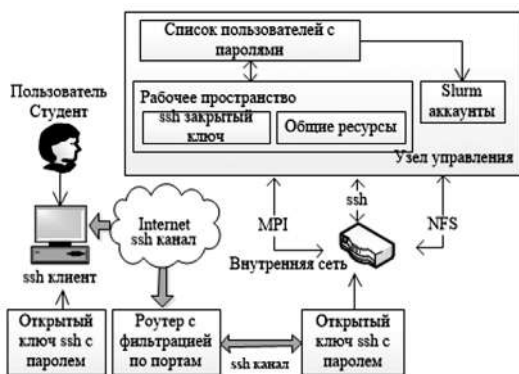 Список пользователей с
паролями
Пользователь
Студент
Рабочее пространство
ssh закрытый
ключ
Общие ресурсы
Slurm
аккаунты
Узел управления
Internet
ssh канал
MPI
ssh
NFS
Внутренняя сеть
ssh клиент
Открытый
ключ ssh с
паролем
Роутер с
фильтрацией
по портам
ssh канал
Открытый
ключ ssh с
паролем